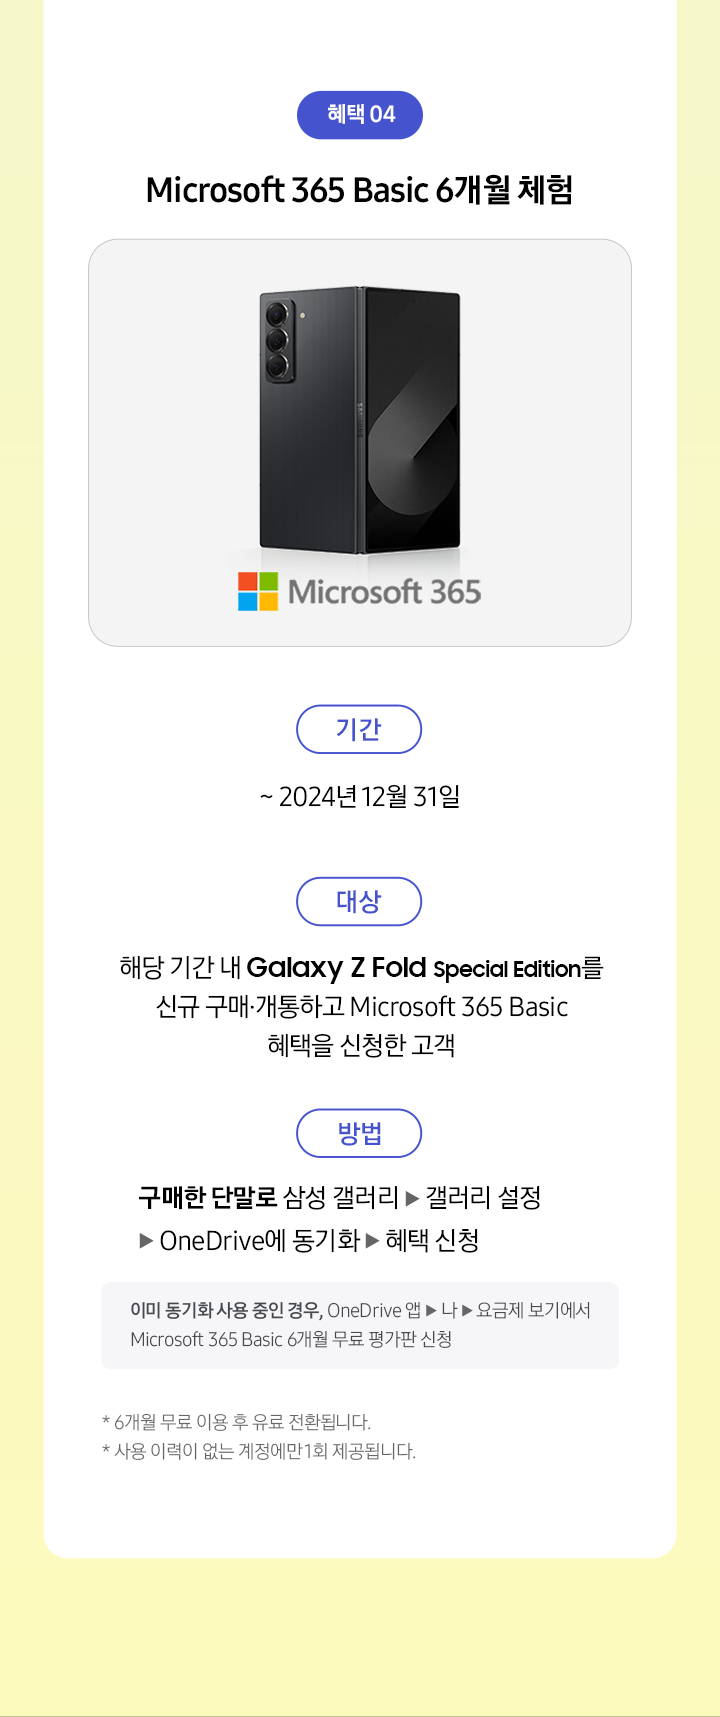 혜택 04
Microsoft 365 Basic 6개월 체험
SAMSUNG
Microsoft 365
기간
~ 2024년 12월 31일
대상
해당 기간 내 Galaxy Z Fold Special Edition를
신규 구매·개통하고 Microsoft 365 Basic
혜택을 신청한 고객
방법
구매한 단말로 삼성 갤러리 ▶ 갤러리 설정
▶ OneDrive에 동기화 ▶ 혜택 신청
이미 동기화 사용 중인 경우, OneDrive 앱 ▶ 나 ▶ 요금제 보기에서
Microsoft 365 Basic 6개월 무료 평가판 신청
* 6개월 무료 이용 후 유료 전환됩니다.
* 사용 이력이 없는 계정에만 1회 제공됩니다.